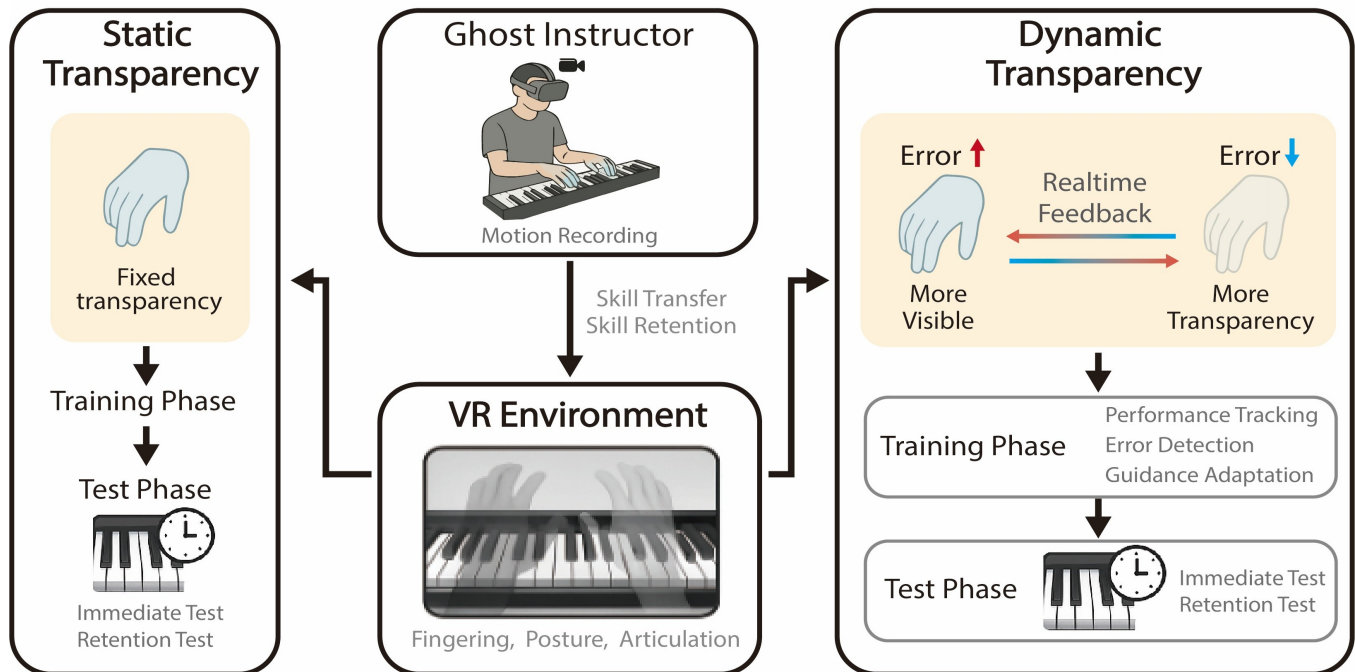 Static
Transparency
Fixed
transparency
Training Phase
Test Phase
Immediate Test
Retention Test
Ghost Instructor
Motion Recording
Skill Transfer
Skill Retention
VR Environment
Fingering, Posture, Articulation
Dynamic
Transparency
Error
Error
Realtime
Feedback
More
Visible
More
Transparency
Training Phase
Performance Tracking
Error Detection
Guidance Adaptation
Test Phase
Immediate Test
Retention Test